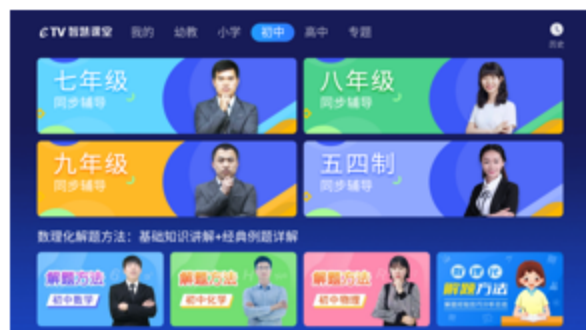 CTV 智慧课堂 我的 幼教 小学 初中 高中 专题
历史
七年级 八年级
同步辅导 同步辅导
九年级 五四制
同步辅导 同步辅导
数理化解题方法：基础知识讲解+经典例题详解
解题方法 解题方法 解题方法 数理化
初中数学 初中化学 初中物理 解题方法